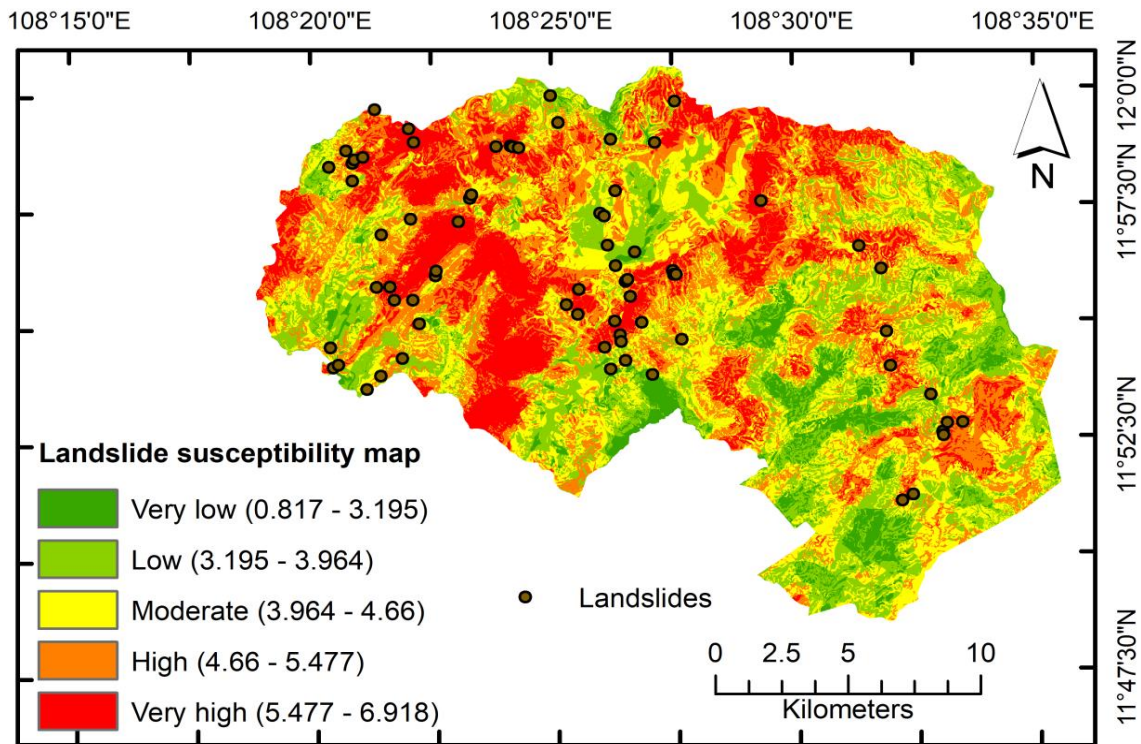 108°15'0"E 108°20'0"E 108°25'0"E 108°30'0"E 108°35'0"E
12°0'0"N
11°57'30"N
11°52'30"N
11°47'30"N
N
Landslide susceptibility map
Very low (0.817 - 3.195)
Low (3.195 - 3.964)
Moderate (3.964 - 4.66)
High (4.66 - 5.477)
Very high (5.477 - 6.918)
Landslides
0 2.5 5 10
Kilometers